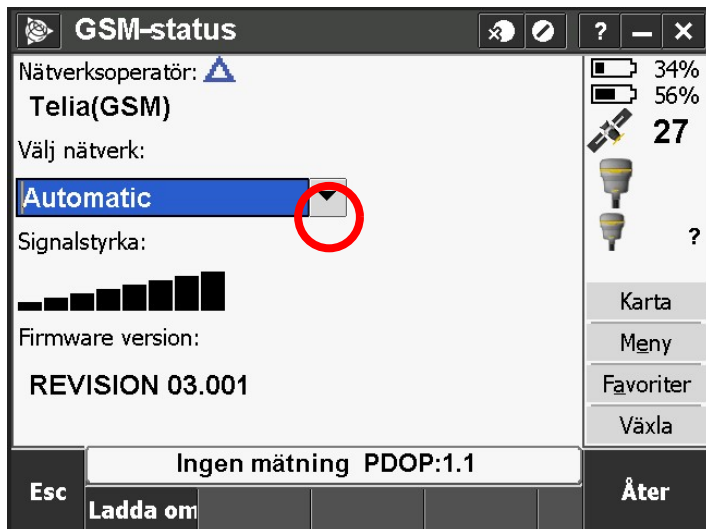 GSM-status
? – ×
Nätverksoperatör:
34%
Telia(GSM)
56%
27
Välj nätverk:
Automatic
Signalstyrka:
?
Karta
Firmware version:
Meny
REVISION 03.001
Favoriter
Växla
Ingen mätning PDOP:1.1
Esc
Åter
Ladda om